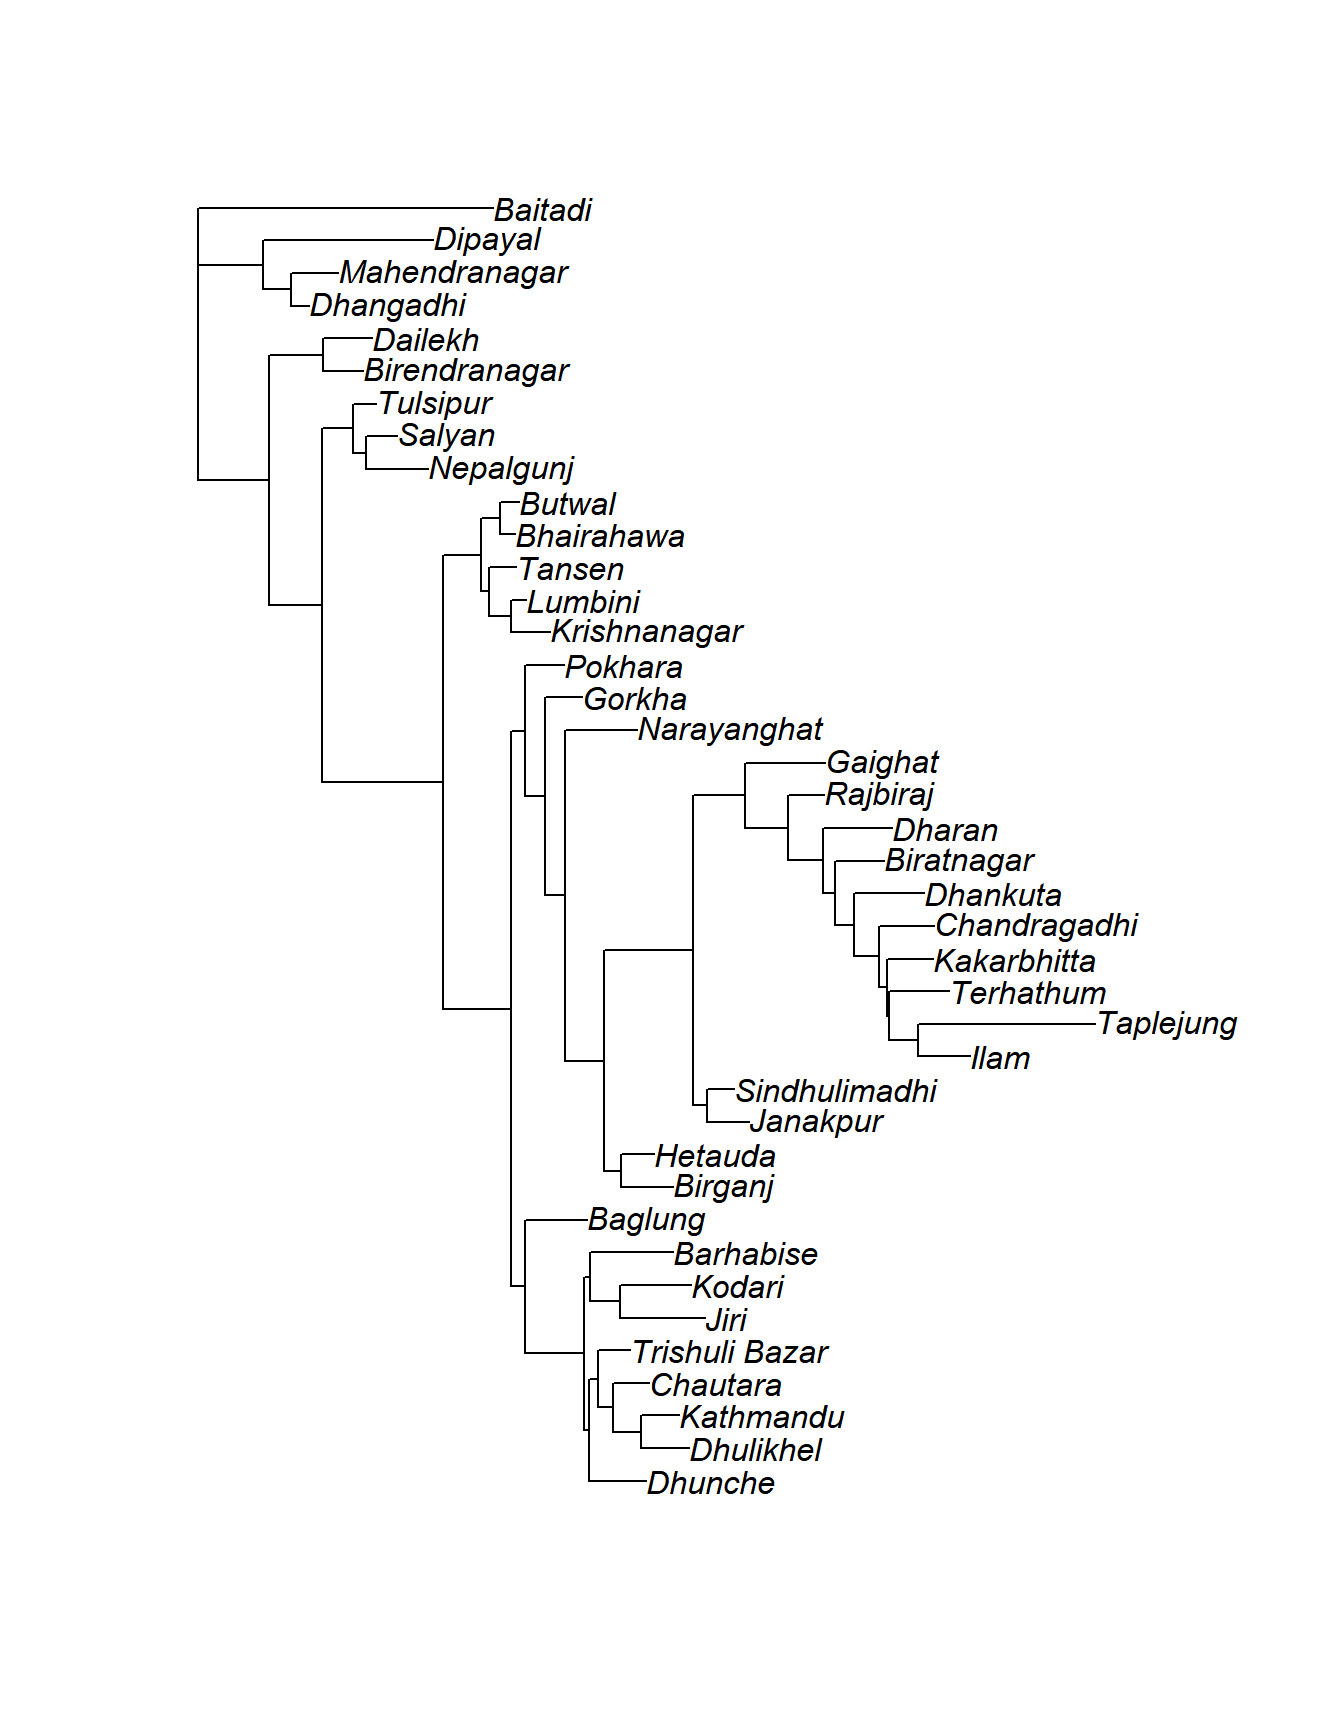 Baitadi
Dipayal
Mahendranagar
Dhangadhi
Dailekh
Birendranagar
Tulsipur
Salyan
Nepalgunj
Butwal
Bhairahawa
Tansen
Lumbini
Krishnanagar
Pokhara
Gorkha
Narayanghat
Gaighat
Rajbiraj
Dharan
Biratnagar
Dhankuta
Chandragadhi
Kakarbhitta
Terhathum
Taplejung
Ilam
Sindhulimadhi
Janakpur
Hetauda
Birganj
Baglung
Barhabise
Kodari
Jiri
Trishuli Bazar
Chautara
Kathmandu
Dhulikhel
Dhunche